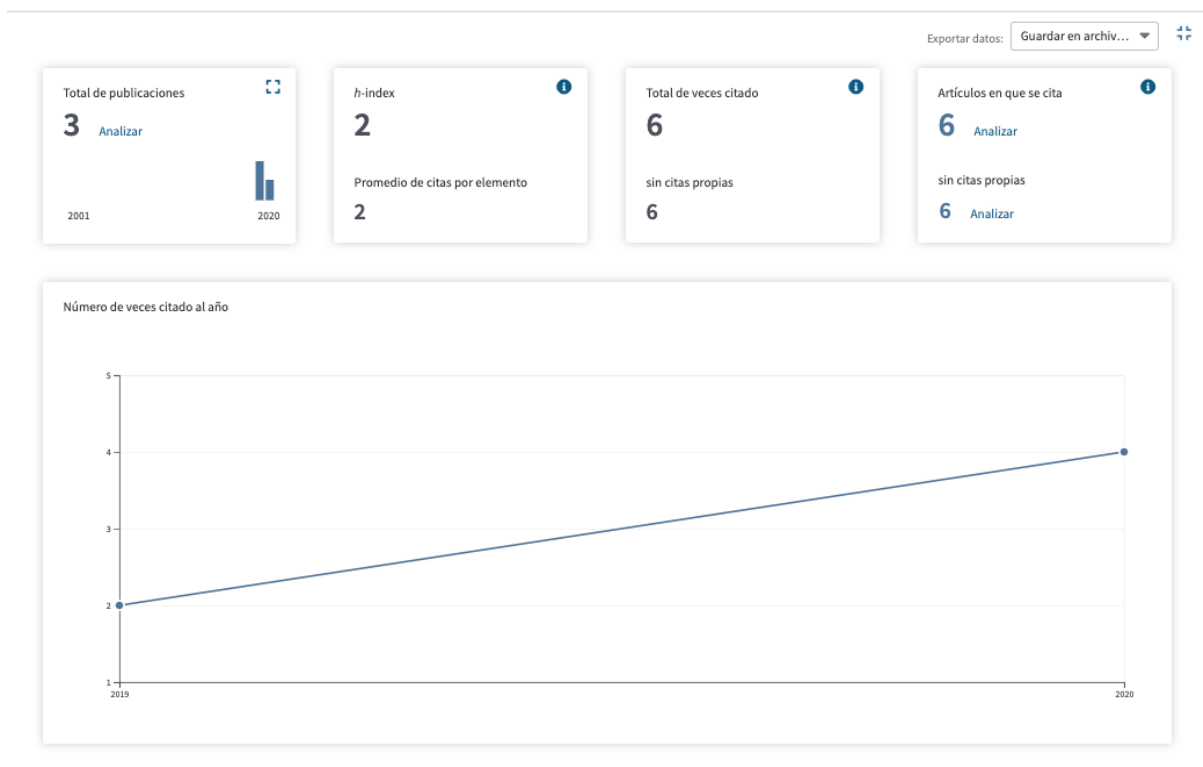 Exportar datos: Guardar en archiv...
Total de publicaciones
3 Analizar
2001 2020
h-index
2
Promedio de citas por elemento
2
Total de veces citado
6
sin citas propias
6
Artículos en que se cita
6 Analizar
sin citas propias
6 Analizar
Número de veces citado al año
5
4
3
2
1
2019 2020